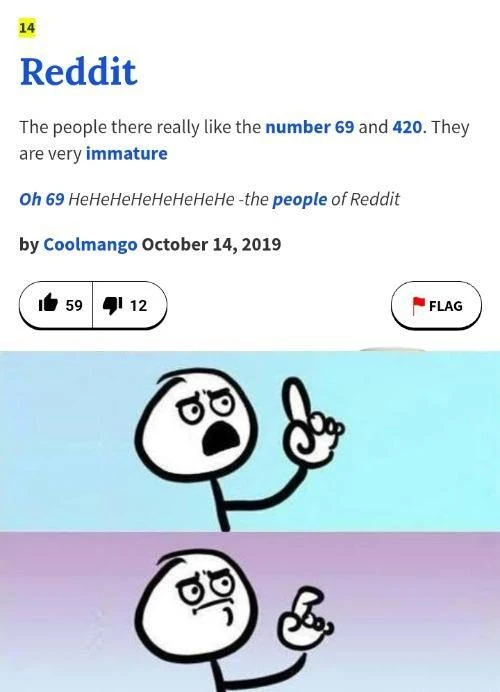 14
Reddit
The people there really like the number 69 and 420. They
are very immature
Oh 69 HeHeHeHeHeHeHeHe -the people of Reddit
by Coolmango October 14, 2019
59 12 FLAG